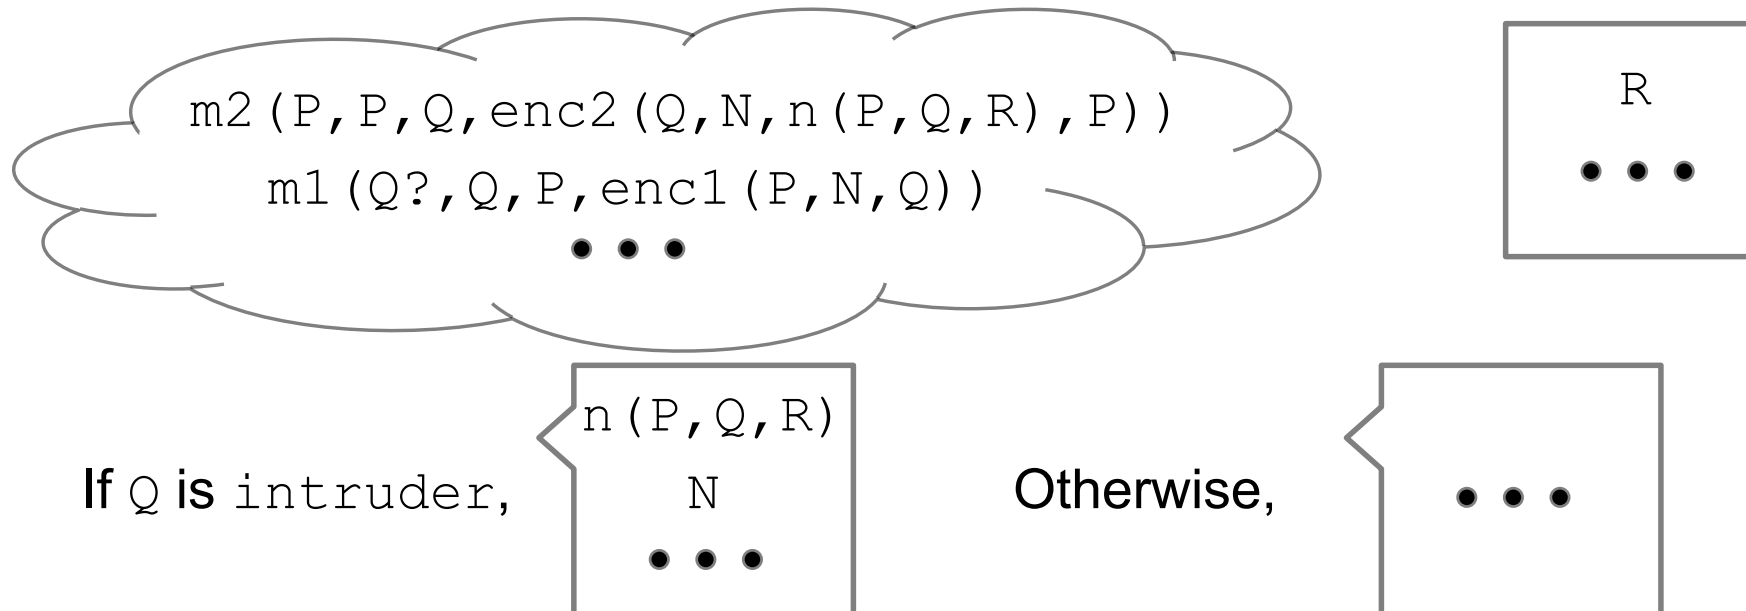 m2(P,P,Q,enc2(Q,N,n(P,Q,R),P))
R
m1(Q?,Q,P,enc1(P,N,Q))
n(P,Q,R)
If Q is intruder,
N
Otherwise,